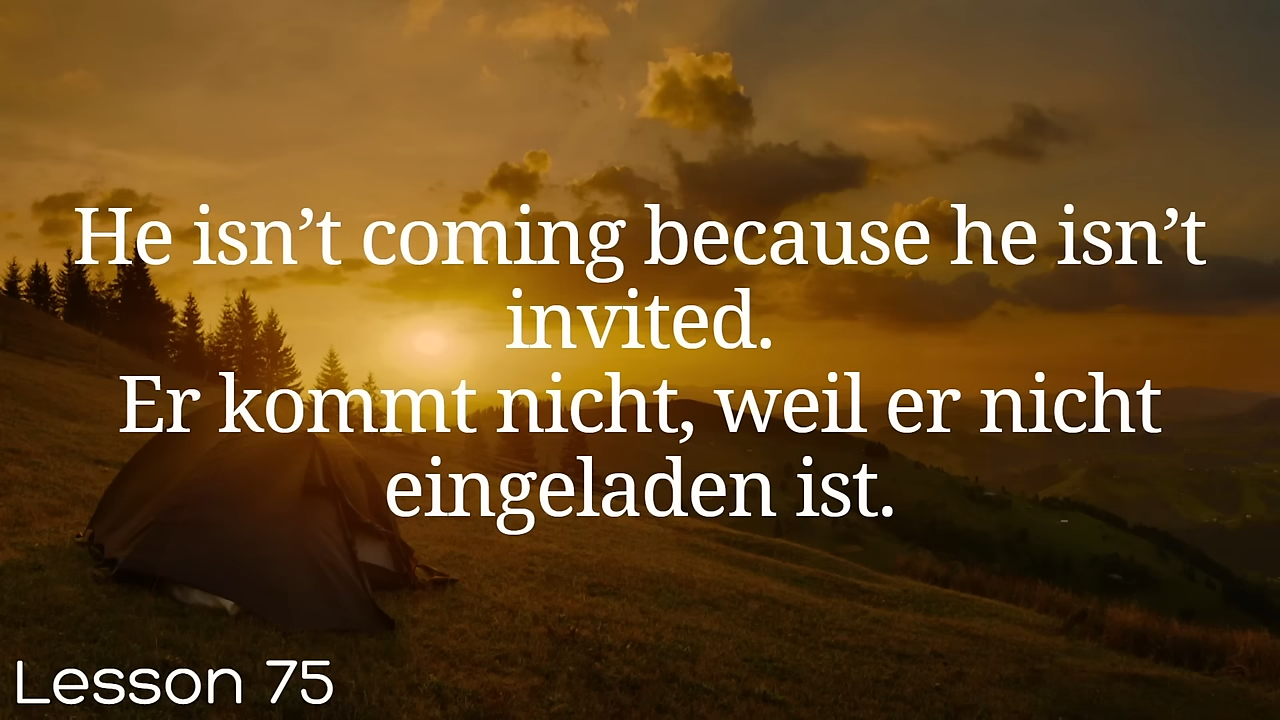 He isn’t coming because he isn’t
invited.
Er kommt nicht, weil er nicht
eingeladen ist.
Lesson 75